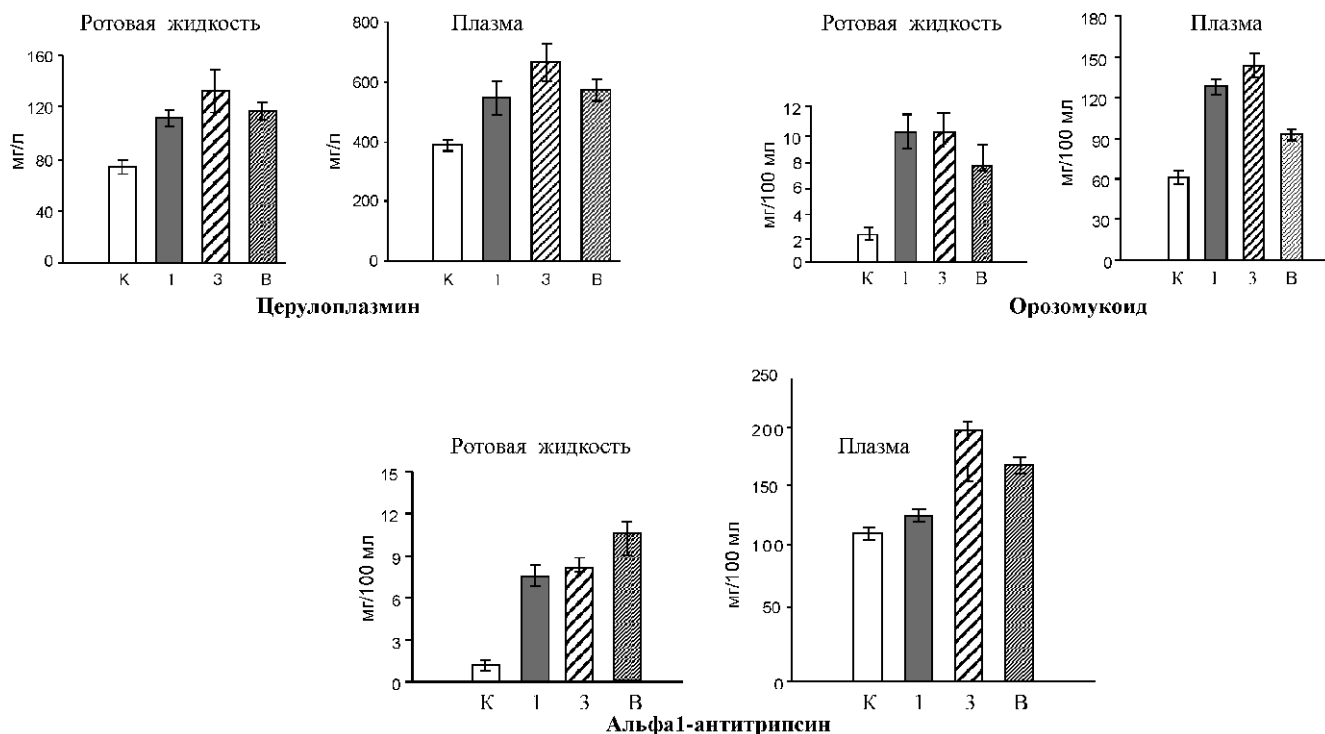 Ротовая жидкость
мг/л
160
120
80
40
0
К 1 3 В
Плазма
мг/л
800
600
400
200
0
К 1 3 В
Церулоплазмин
Ротовая жидкость
мг/100 мл
12
10
8
6
4
2
0
К 1 3 В
Плазма
мг/100 мл
180
150
120
90
60
30
0
К 1 3 В
Орозомукоид
Ротовая жидкость
мг/100 мл
15
12
9
6
3
0
К 1 3 В
Плазма
мг/100 мл
250
200
150
100
50
0
К 1 3 В
Альфа1-антитрипсин